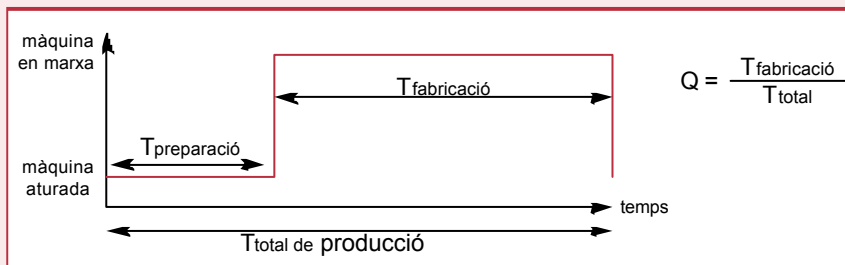 màquina
en marxa
Tfabricació
Q = Tfabricació
Ttotal
Tpreparació
màquina
aturada
temps
Ttotal de producció